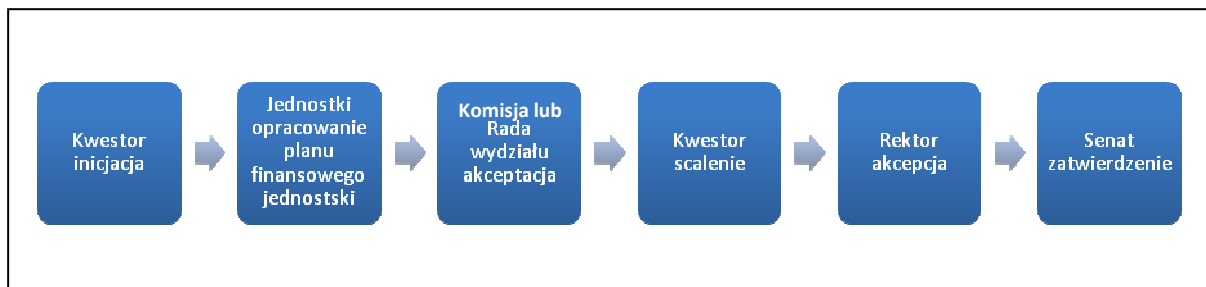 Kwestor
inicjacja
Jednostki
opracowanie
planu
finansowego
jednostski
Komisja lub
Rada
wydziału
akceptacja
Kwestor
scalenie
Rektor
akcepcja
Senat
zatwierdzenie